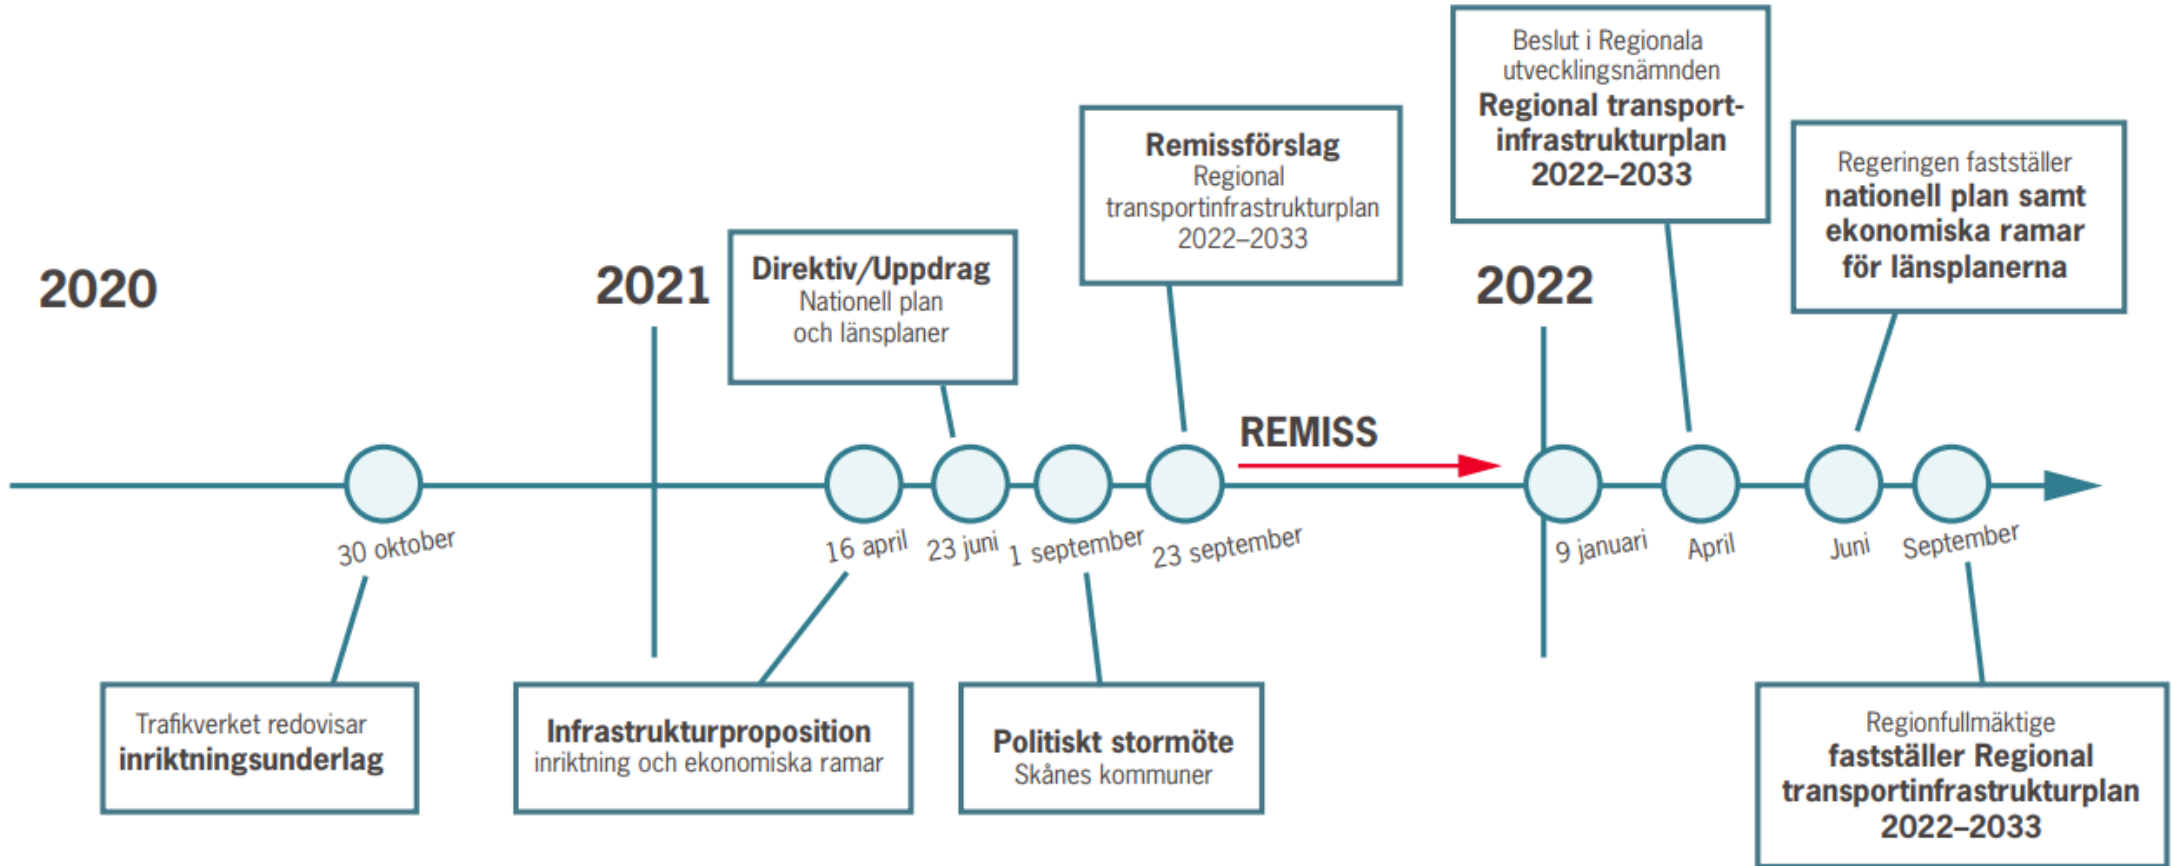 Beslut i Regionala
utvecklingsnämnden
Regional transport-
infrastrukturplan
2022–2033
Remissförslag
Regional
transportinfrastrukturplan
2022–2033
Regeringen fastställer
nationell plan samt
ekonomiska ramar
för länsplanerna
Direktiv/Uppdrag
Nationell plan
och länsplaner
2020
2021
2022
REMISS
30 oktober
16 april
23 juni
1 september
23 september
9 januari
April
Juni
September
Trafikverket redovisar
inriktningsunderlag
Infrastrukturproposition
inriktning och ekonomiska ramar
Politiskt stormöte
Skånes kommuner
Regionfullmäktige
fastställer Regional
transportinfrastrukturplan
2022–2033